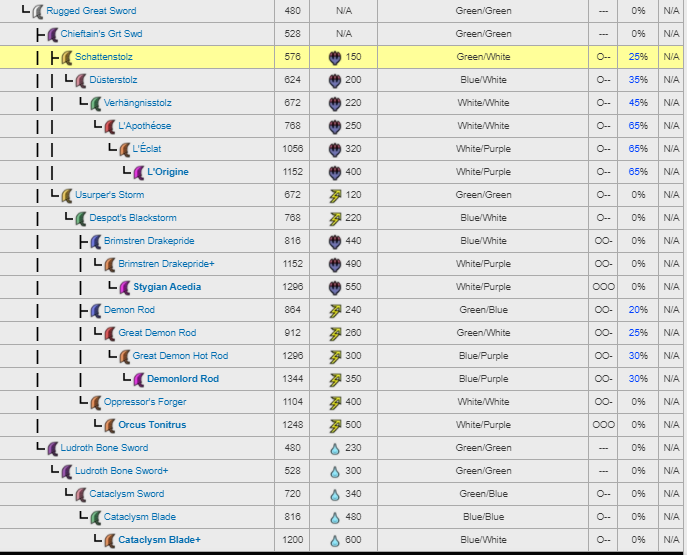 Rugged Great Sword 480 N/A Green/Green --- 0% N/A
Chieftain's Grt Swd 528 N/A Green/Green --- 0% N/A
Schattenstolz 576 150 Green/White O-- 25% N/A
Düsterstolz 624 200 Blue/White O-- 35% N/A
Verhängnisstolz 672 220 White/White O-- 45% N/A
L'Apothéose 768 250 White/White O-- 65% N/A
L'Éclat 1056 320 White/Purple O-- 65% N/A
L'Origine 1152 400 White/Purple O-- 65% N/A
Usurper's Storm 672 120 Green/Green O-- 0% N/A
Despot's Blackstorm 768 220 Blue/White O-- 0% N/A
Brimstren Drakepride 816 440 Blue/White OO- 0% N/A
Brimstren Drakepride+ 1152 490 White/Purple OO- 0% N/A
Stygian Acedia 1296 550 White/Purple OOO 0% N/A
Demon Rod 864 240 Green/Blue OO- 20% N/A
Great Demon Rod 912 260 Green/White OO- 25% N/A
Great Demon Hot Rod 1296 300 Blue/Purple OO- 30% N/A
Demonlord Rod 1344 350 Blue/Purple OO- 30% N/A
Oppressor's Forger 1104 400 White/White OO- 0% N/A
Orcus Tonitrus 1248 500 White/Purple OOO 0% N/A
Ludroth Bone Sword 480 230 Green/Green --- 0% N/A
Ludroth Bone Sword+ 528 300 Green/Green --- 0% N/A
Cataclysm Sword 720 340 Green/Blue O-- 0% N/A
Cataclysm Blade 816 480 Blue/Blue O-- 0% N/A
Cataclysm Blade+ 1200 600 Blue/White O-- 0% N/A